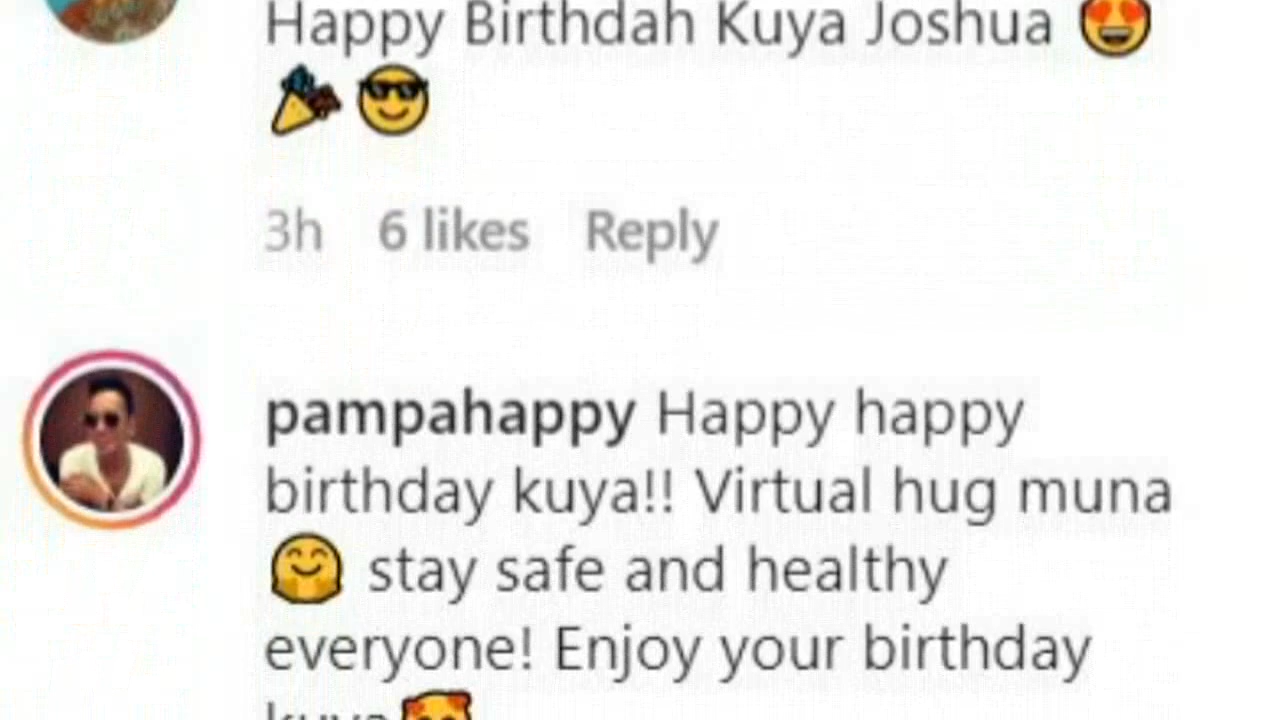 Happy Birthdah Kuya Joshua 😍
🎉 😎
3h 6 likes Reply
pampahappy Happy happy
birthday kuya!! Virtual hug muna
🤗 stay safe and healthy
everyone! Enjoy your birthday
kuya🥰